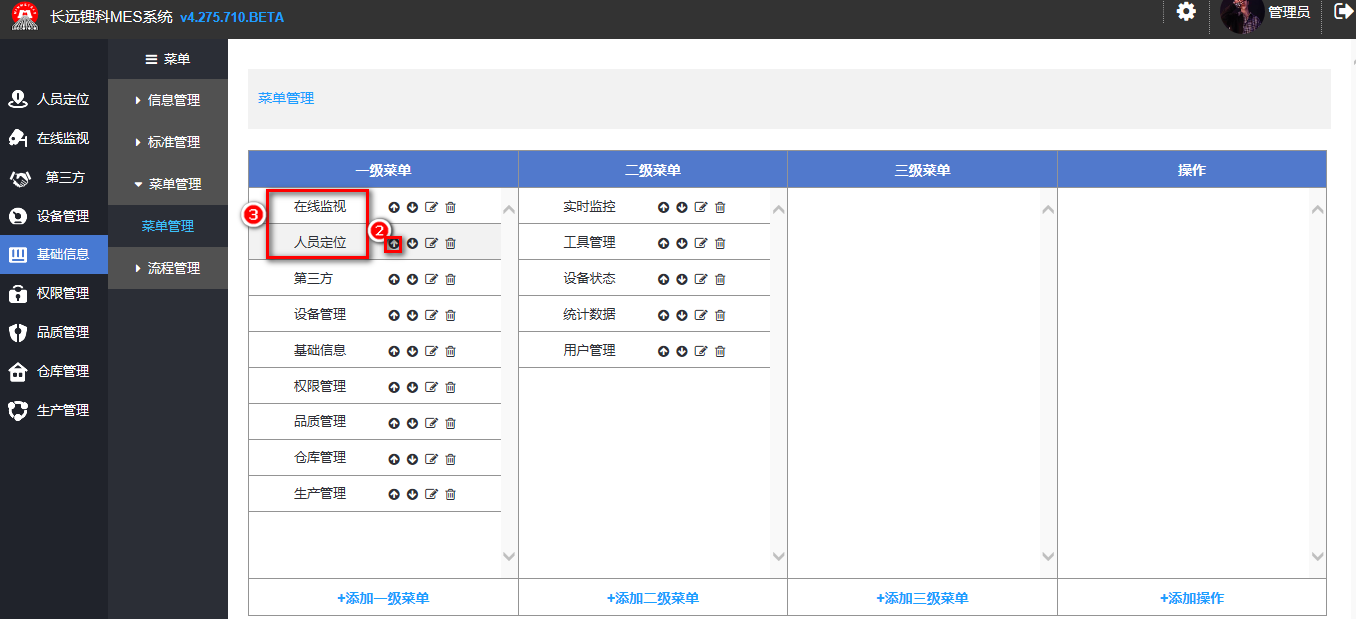 长远锂科MES系统 v4.275.710.BETA
管理员
人员定位
在线监视
第三方
设备管理
基础信息
权限管理
品质管理
仓库管理
生产管理
菜单
信息管理
标准管理
菜单管理
菜单管理
流程管理
菜单管理
一级菜单 二级菜单 三级菜单 操作
③ 在线监视 实时监控
人员定位 ② 工具管理
第三方 设备状态
设备管理 统计数据
基础信息 用户管理
权限管理
品质管理
仓库管理
生产管理
+添加一级菜单 +添加二级菜单 +添加三级菜单 +添加操作